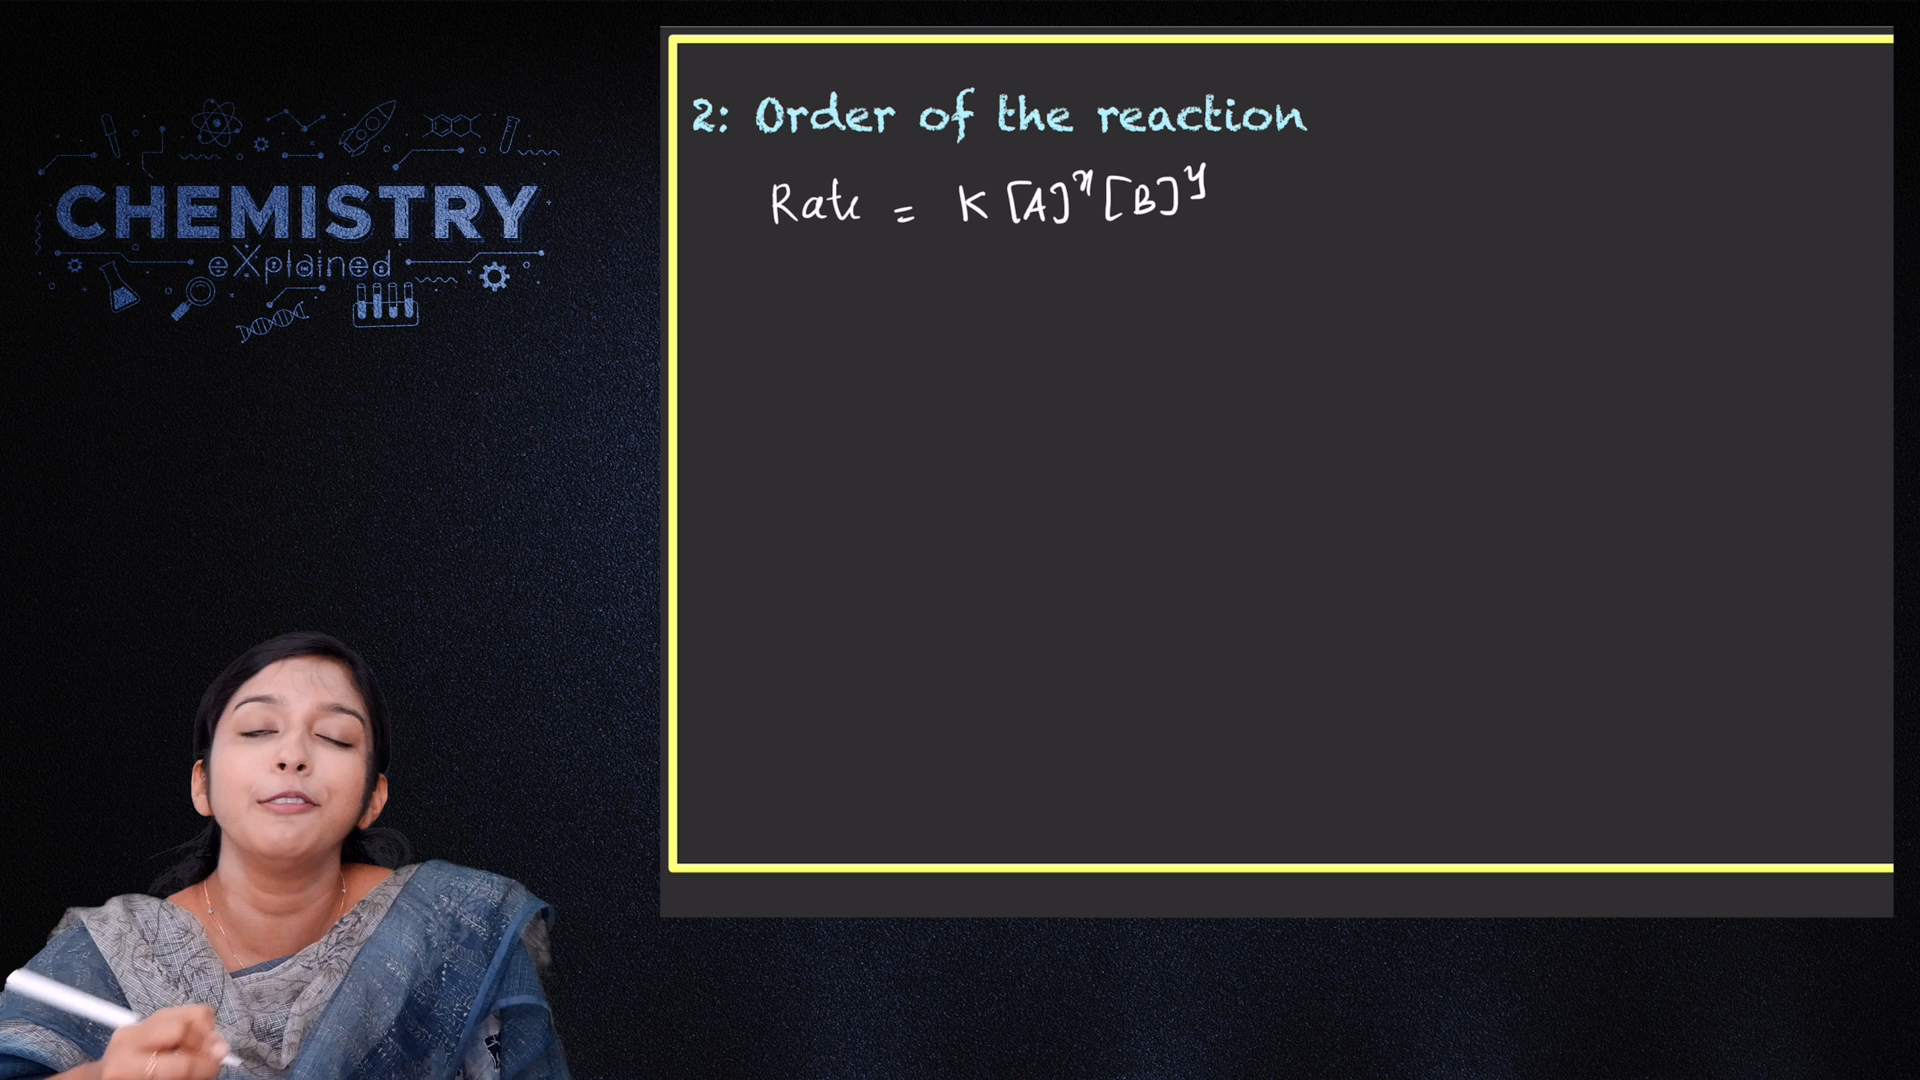 CHEMISTRY
eXplained
2: Order of the reaction
Rate = K [A]^x [B]^y